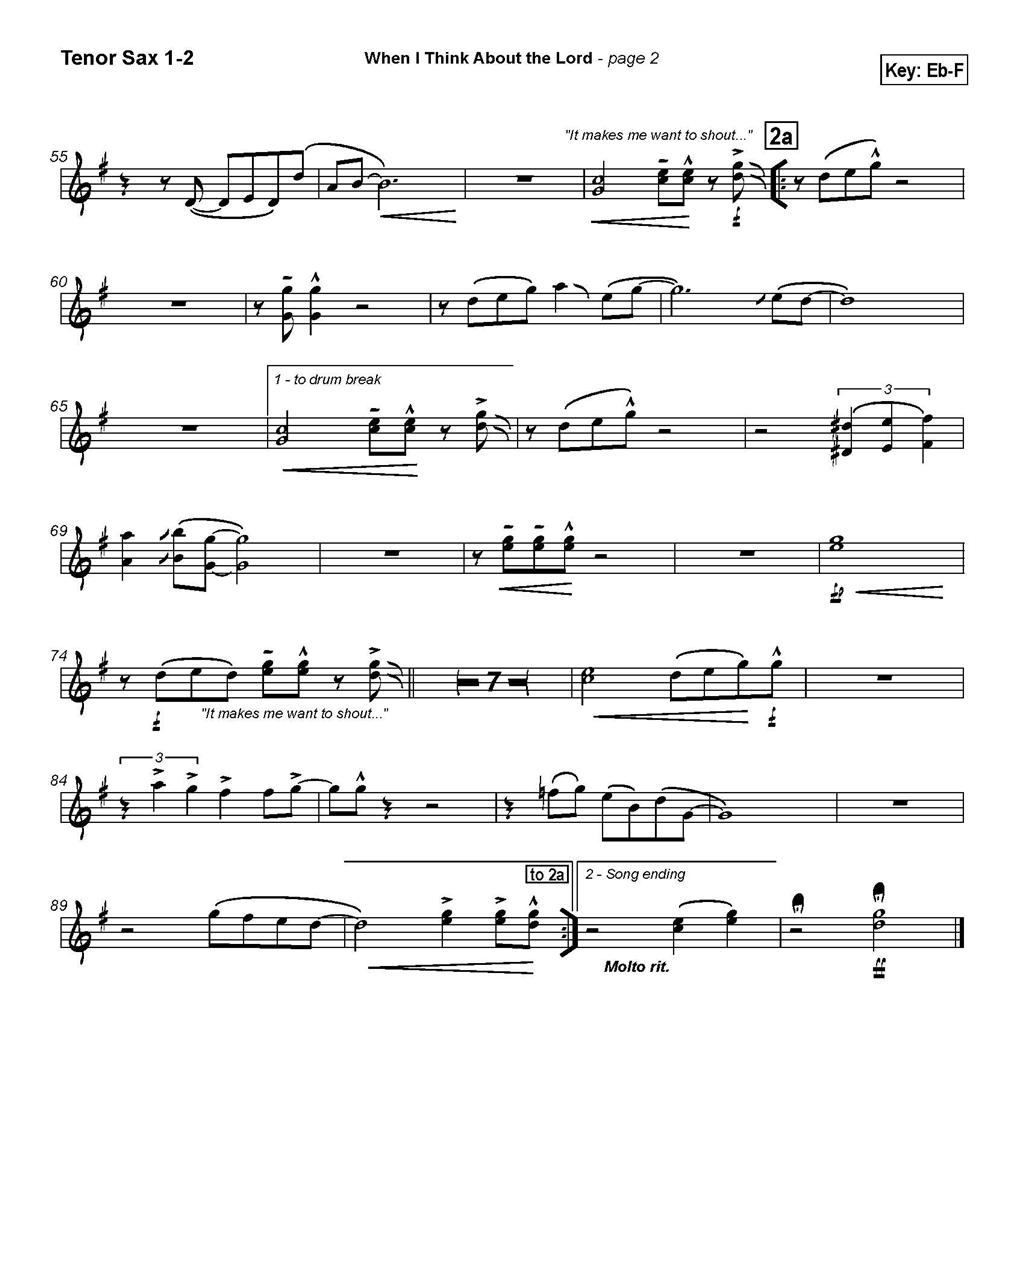 Tenor Sax 1-2
When I Think About the Lord - page 2
Key: Eb-F
"It makes me want to shout..."
2a
55
60
1 - to drum break
65
3
69
74
7
"It makes me want to shout..."
3
84
to 2a
2 - Song ending
89
Molto rit.